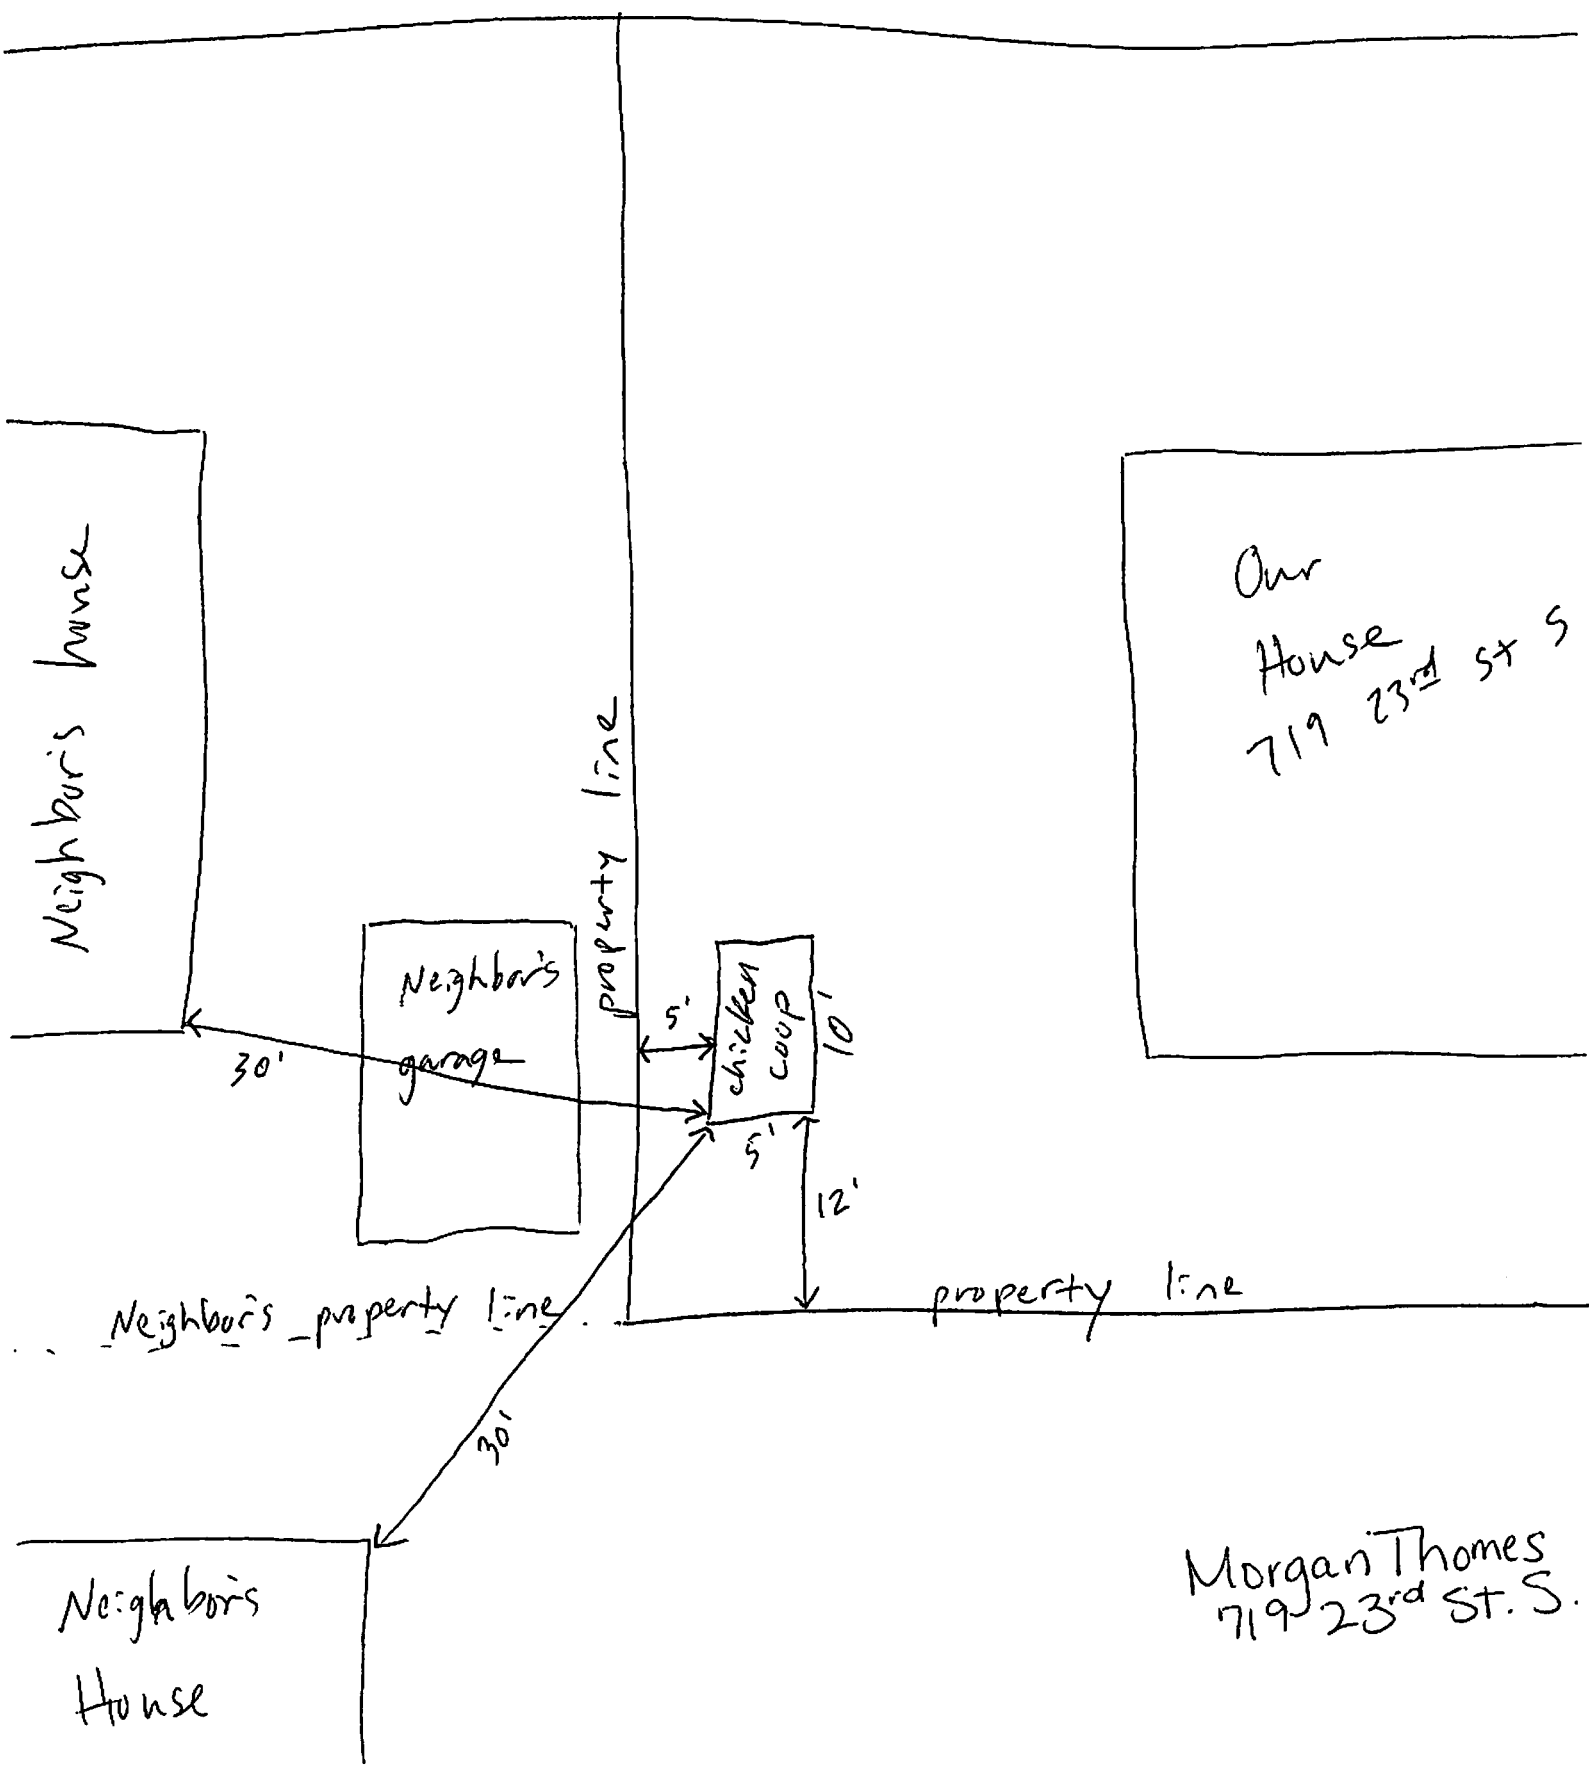 Our
House
719 23rd St S
Neighbor's house
property line
Neighbor's
garage
5'
chicken
coop
10'
30'
5'
12'
property line
Neighbor's property line
30'
Neighbor's
House
Morgan Thomes
719 23rd St. S.